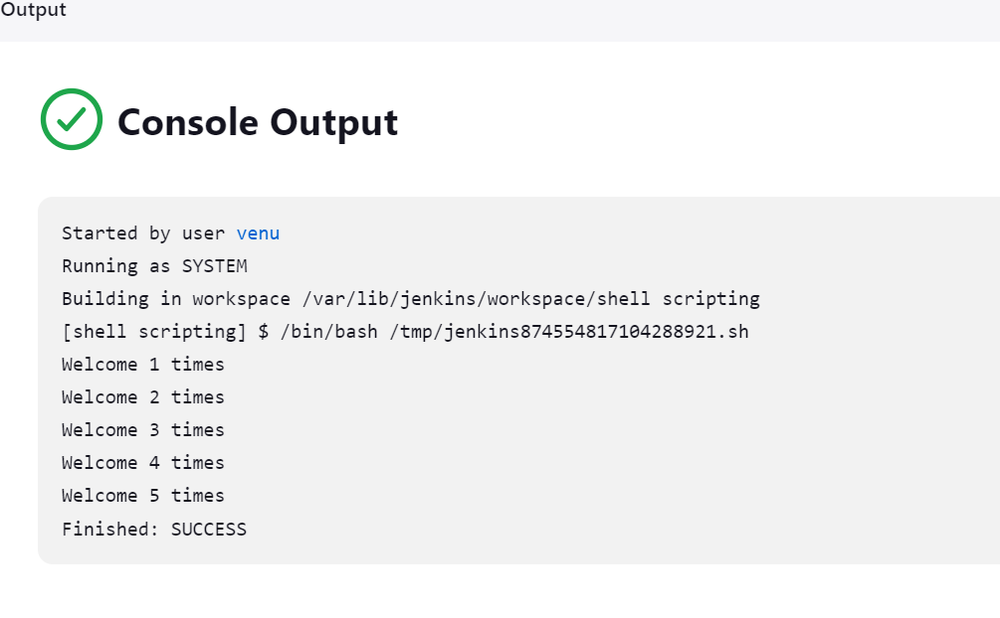 Output
Console Output
Started by user venu
Running as SYSTEM
Building in workspace /var/lib/jenkins/workspace/shell scripting
[shell scripting] $ /bin/bash /tmp/jenkins874554817104288921.sh
Welcome 1 times
Welcome 2 times
Welcome 3 times
Welcome 4 times
Welcome 5 times
Finished: SUCCESS